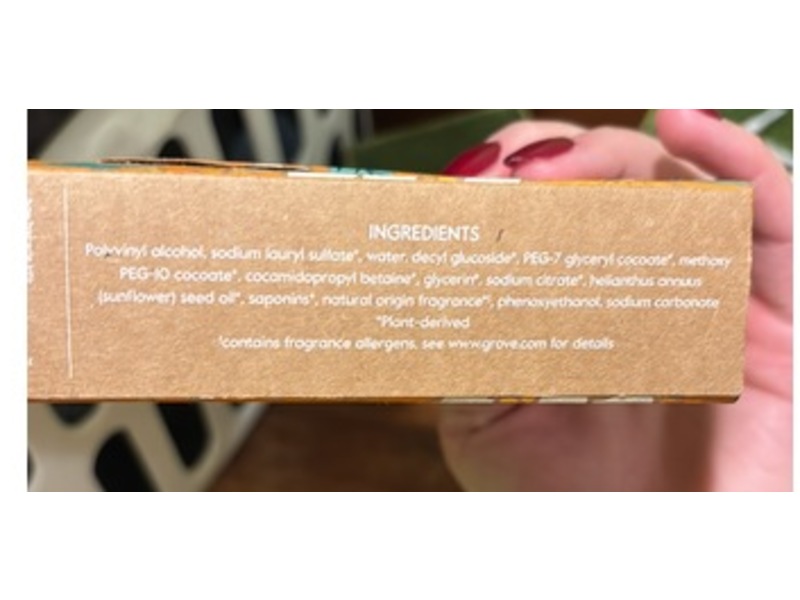 INGREDIENTS
Polyvinyl alcohol, sodium lauryl sulfate*, water, decyl glucoside*, PEG-7 glyceryl cocoate*, methoxy
PEG-10 cocoate*, cocamidopropyl betaine*, glycerin*, sodium citrate*, helianthus annuus
(sunflower) seed oil*, saponins*, natural origin fragrance*¹, phenoxyethanol, sodium carbonate
*Plant-derived
¹contains fragrance allergens, see www.grove.com for details